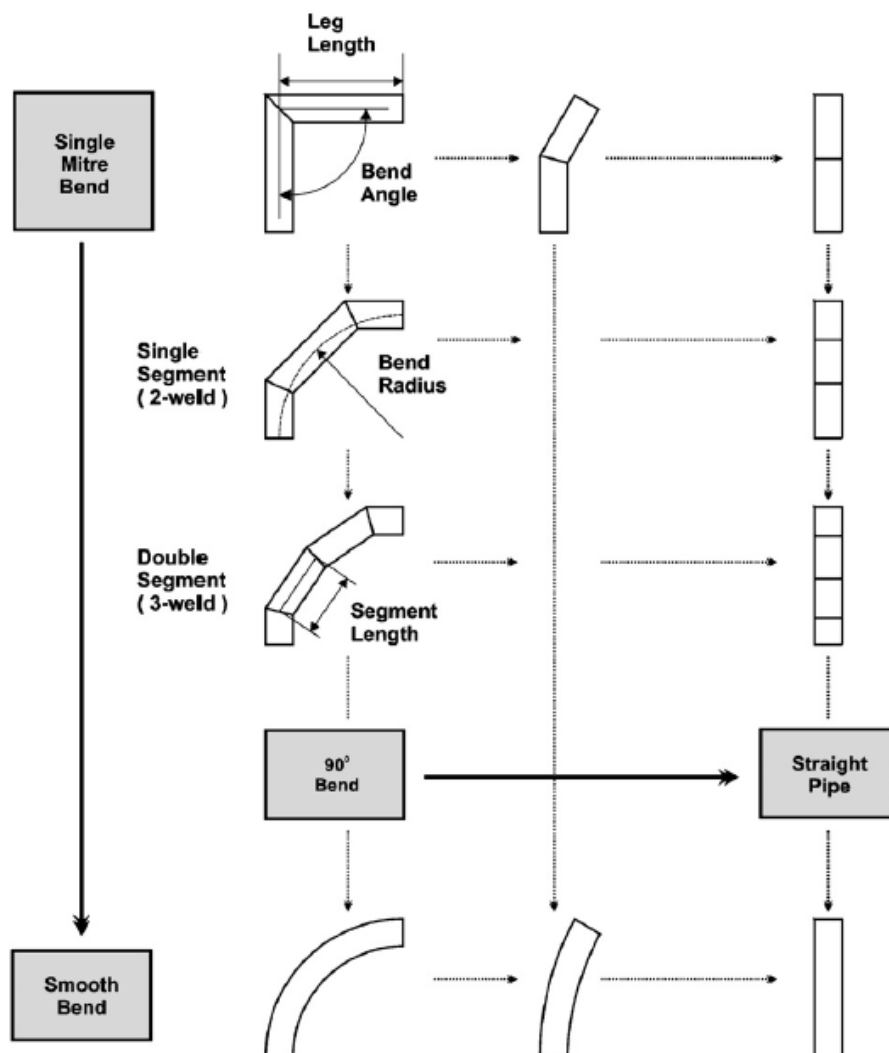 Leg
Length
Single
Mitre
Bend
Bend
Angle
Single
Segment
( 2-weld )
Bend
Radius
Double
Segment
( 3-weld )
Segment
Length
90⁰
Bend
Straight
Pipe
Smooth
Bend